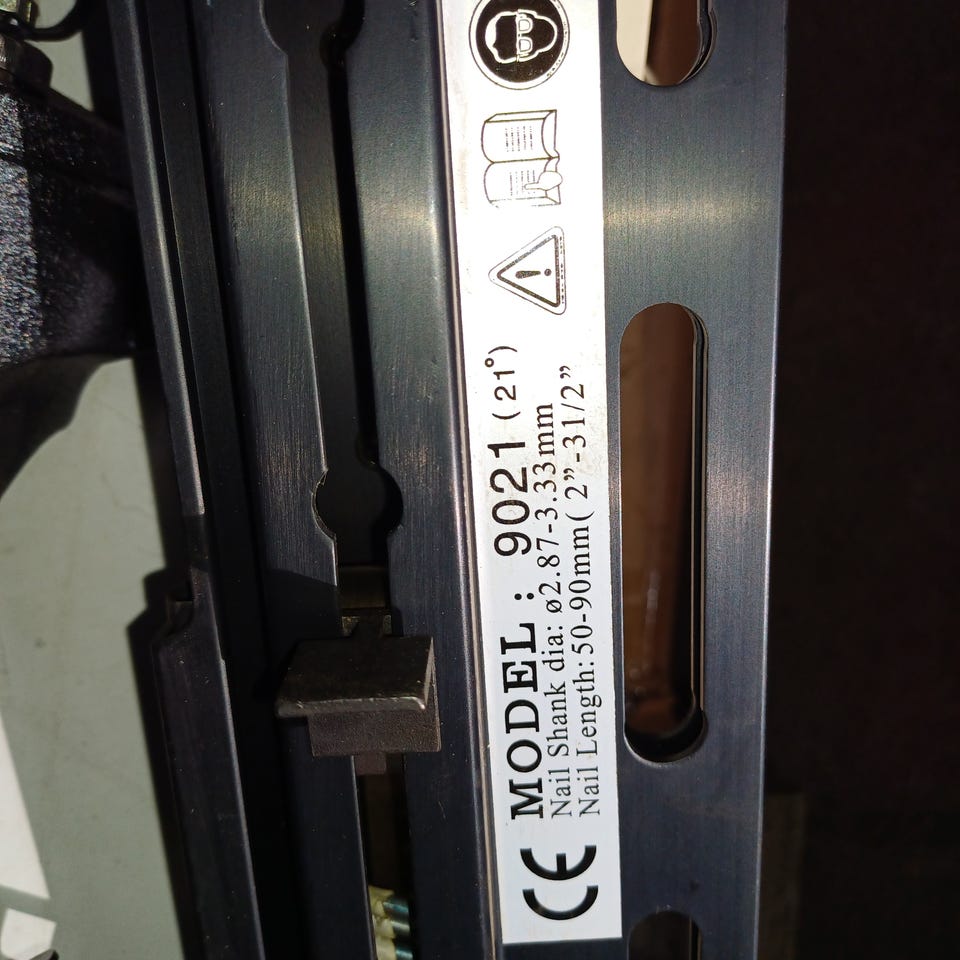 CE
MODEL: 9021 (21°)
Nail Shank dia: ø2.87-3.33mm
Nail Length:50-90mm( 2”-31/2”